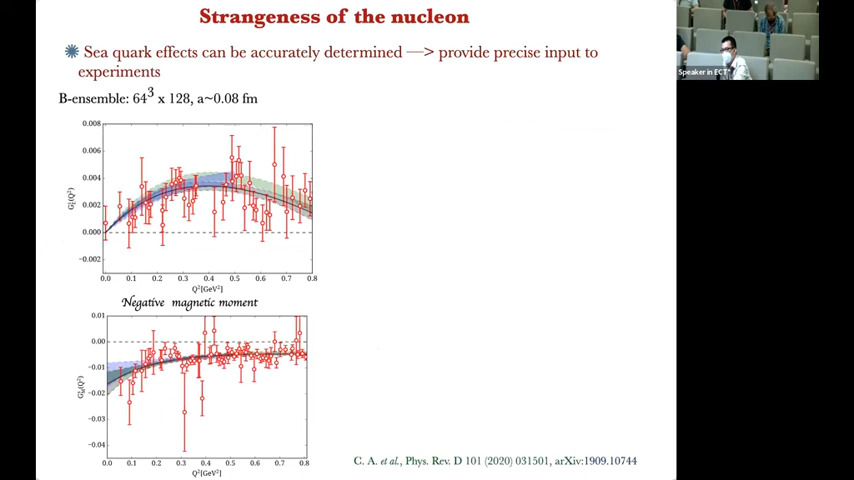 Strangeness of the nucleon
Sea quark effects can be accurately determined —> provide precise input to
experiments
B-ensemble: 64³ x 128, a~0.08 fm
0.008
0.006
0.004
0.002
0.000
−0.002
G_E^s(Q²)
0.0 0.1 0.2 0.3 0.4 0.5 0.6 0.7 0.8
Q²[GeV²]
Negative magnetic moment
0.01
0.00
−0.01
−0.02
−0.03
−0.04
G_M^s(Q²)
0.0 0.1 0.2 0.3 0.4 0.5 0.6 0.7 0.8
Q²[GeV²]
C. A. et al., Phys. Rev. D 101 (2020) 031501, arXiv:1909.10744
Speaker in ECT*